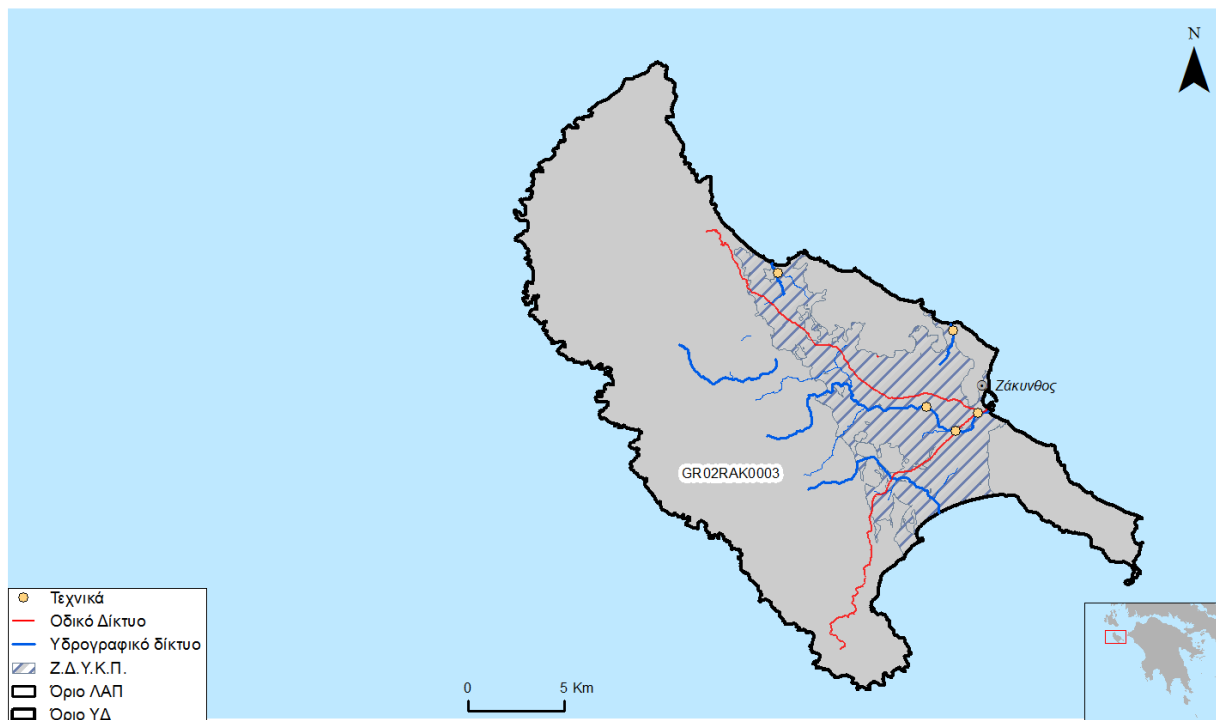 N
Ζάκυνθος
GR02RAK0003
Τεχνικά
Οδικό Δίκτυο
Υδρογραφικό δίκτυο
Ζ.Δ.Υ.Κ.Π.
Όριο ΛΑΠ
Όριο ΥΔ
0 5 Km